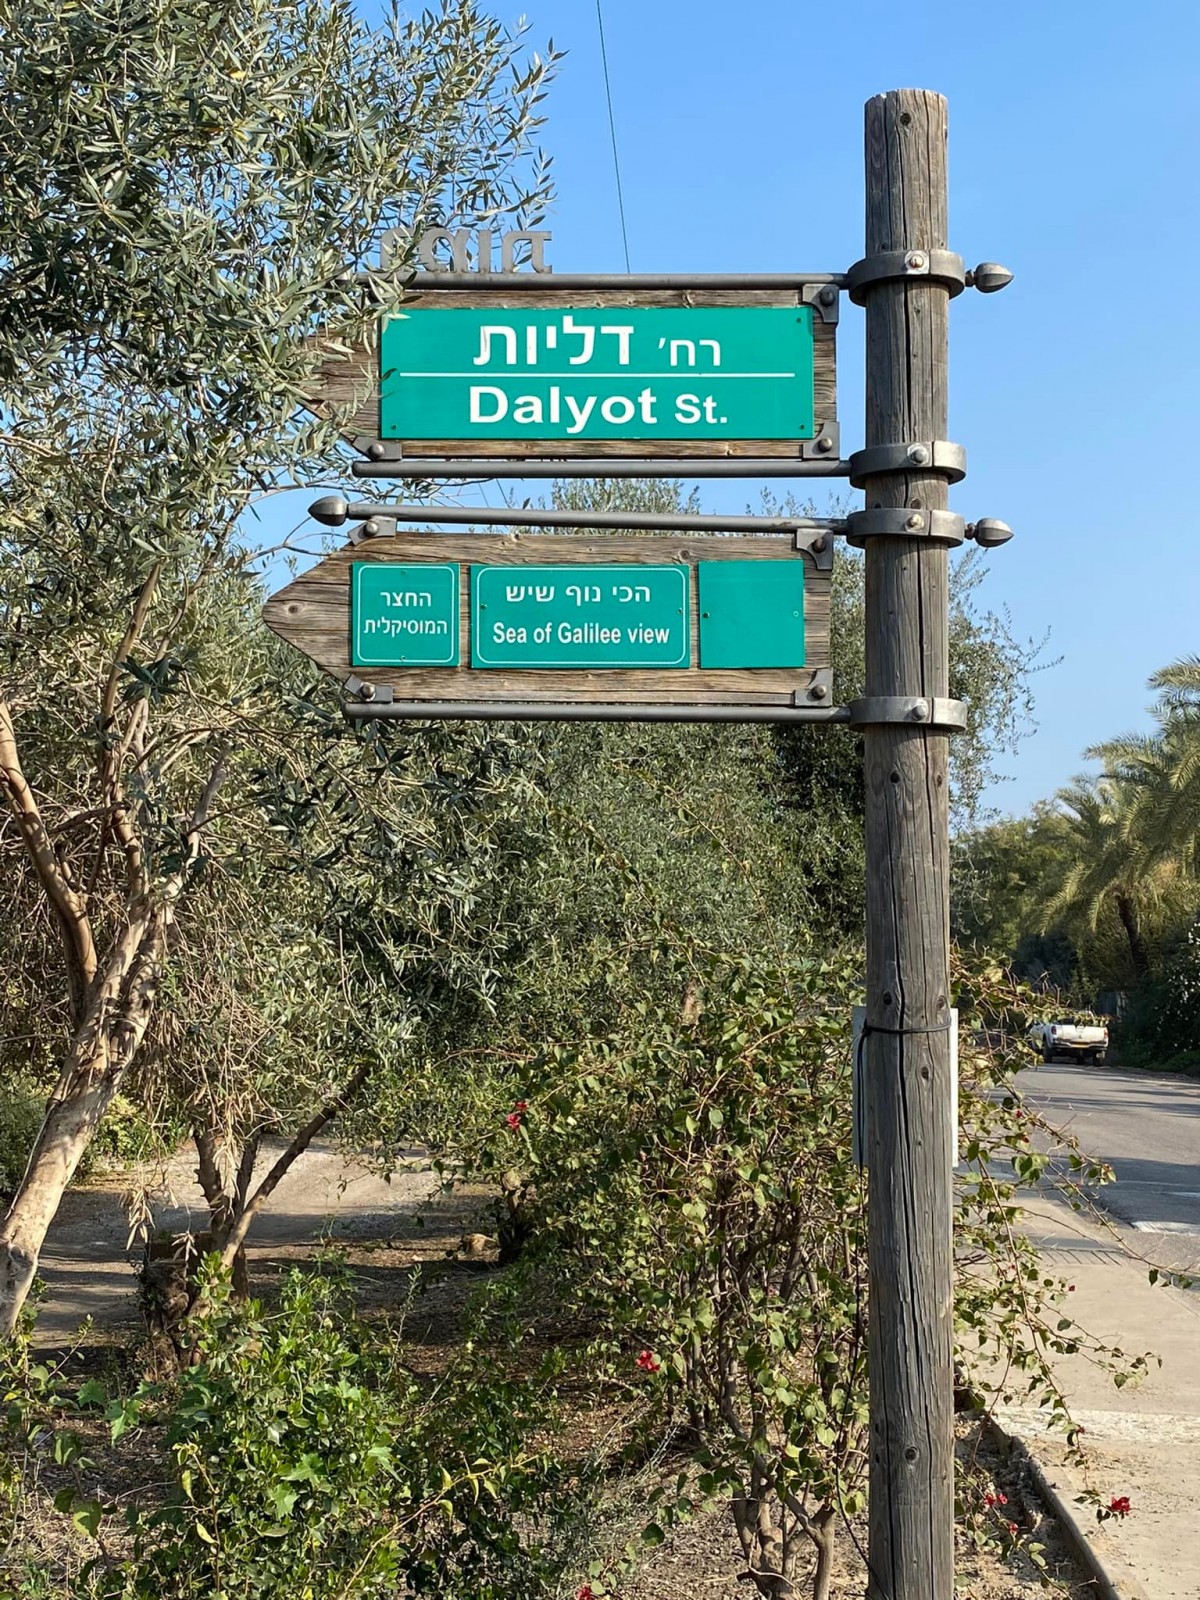 רח' דליות
Dalyot St.
החצר
המוסיקלית
הכי נוף שיש
Sea of Galilee view